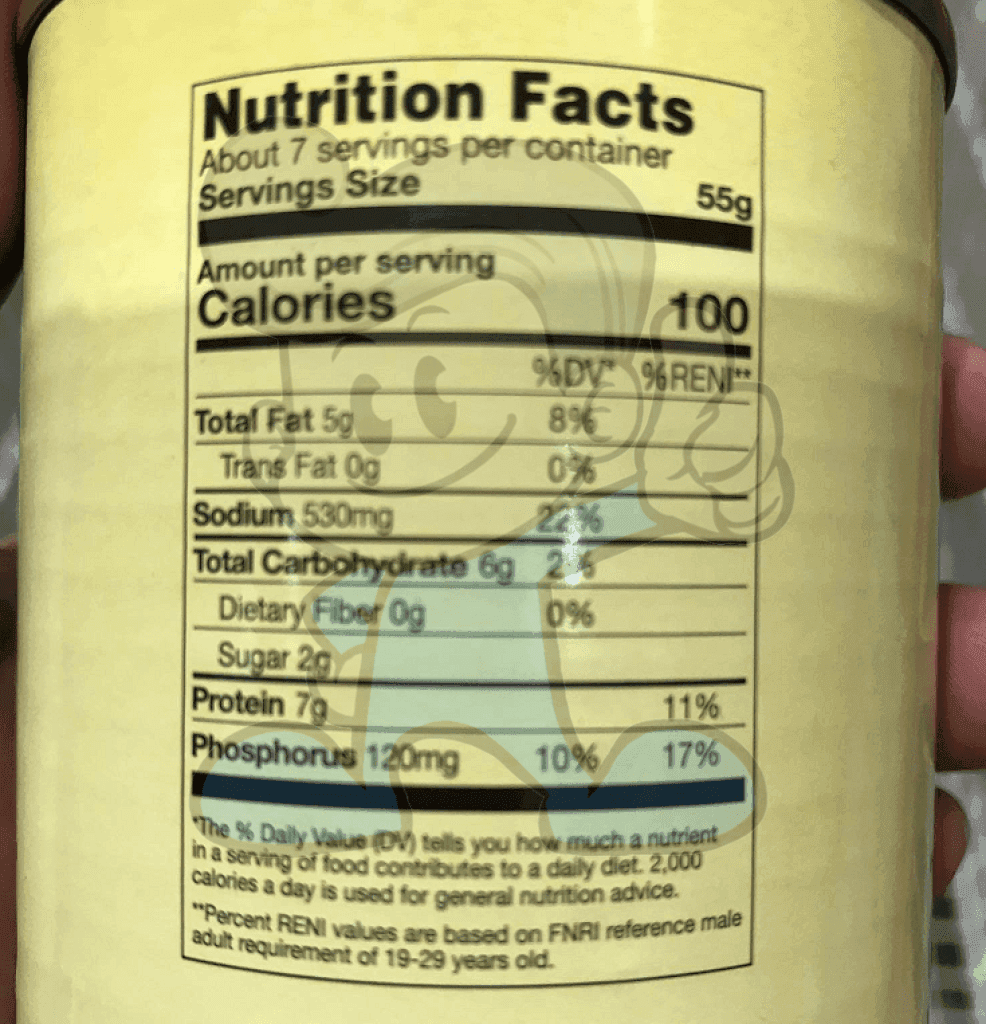 Nutrition Facts
About 7 servings per container
Servings Size 55g
Amount per serving
Calories 100
%DV* %RENI**
Total Fat 5g 8%
Trans Fat 0g 0%
Sodium 530mg 22%
Total Carbohydrate 6g 2%
Dietary Fiber 0g 0%
Sugar 2g
Protein 7g 11%
Phosphorus 120mg 10% 17%
*The % Daily Value (DV) tells you how much a nutrient
in a serving of food contributes to a daily diet. 2,000
calories a day is used for general nutrition advice.
**Percent RENI values are based on FNRI reference male
adult requirement of 19-29 years old.